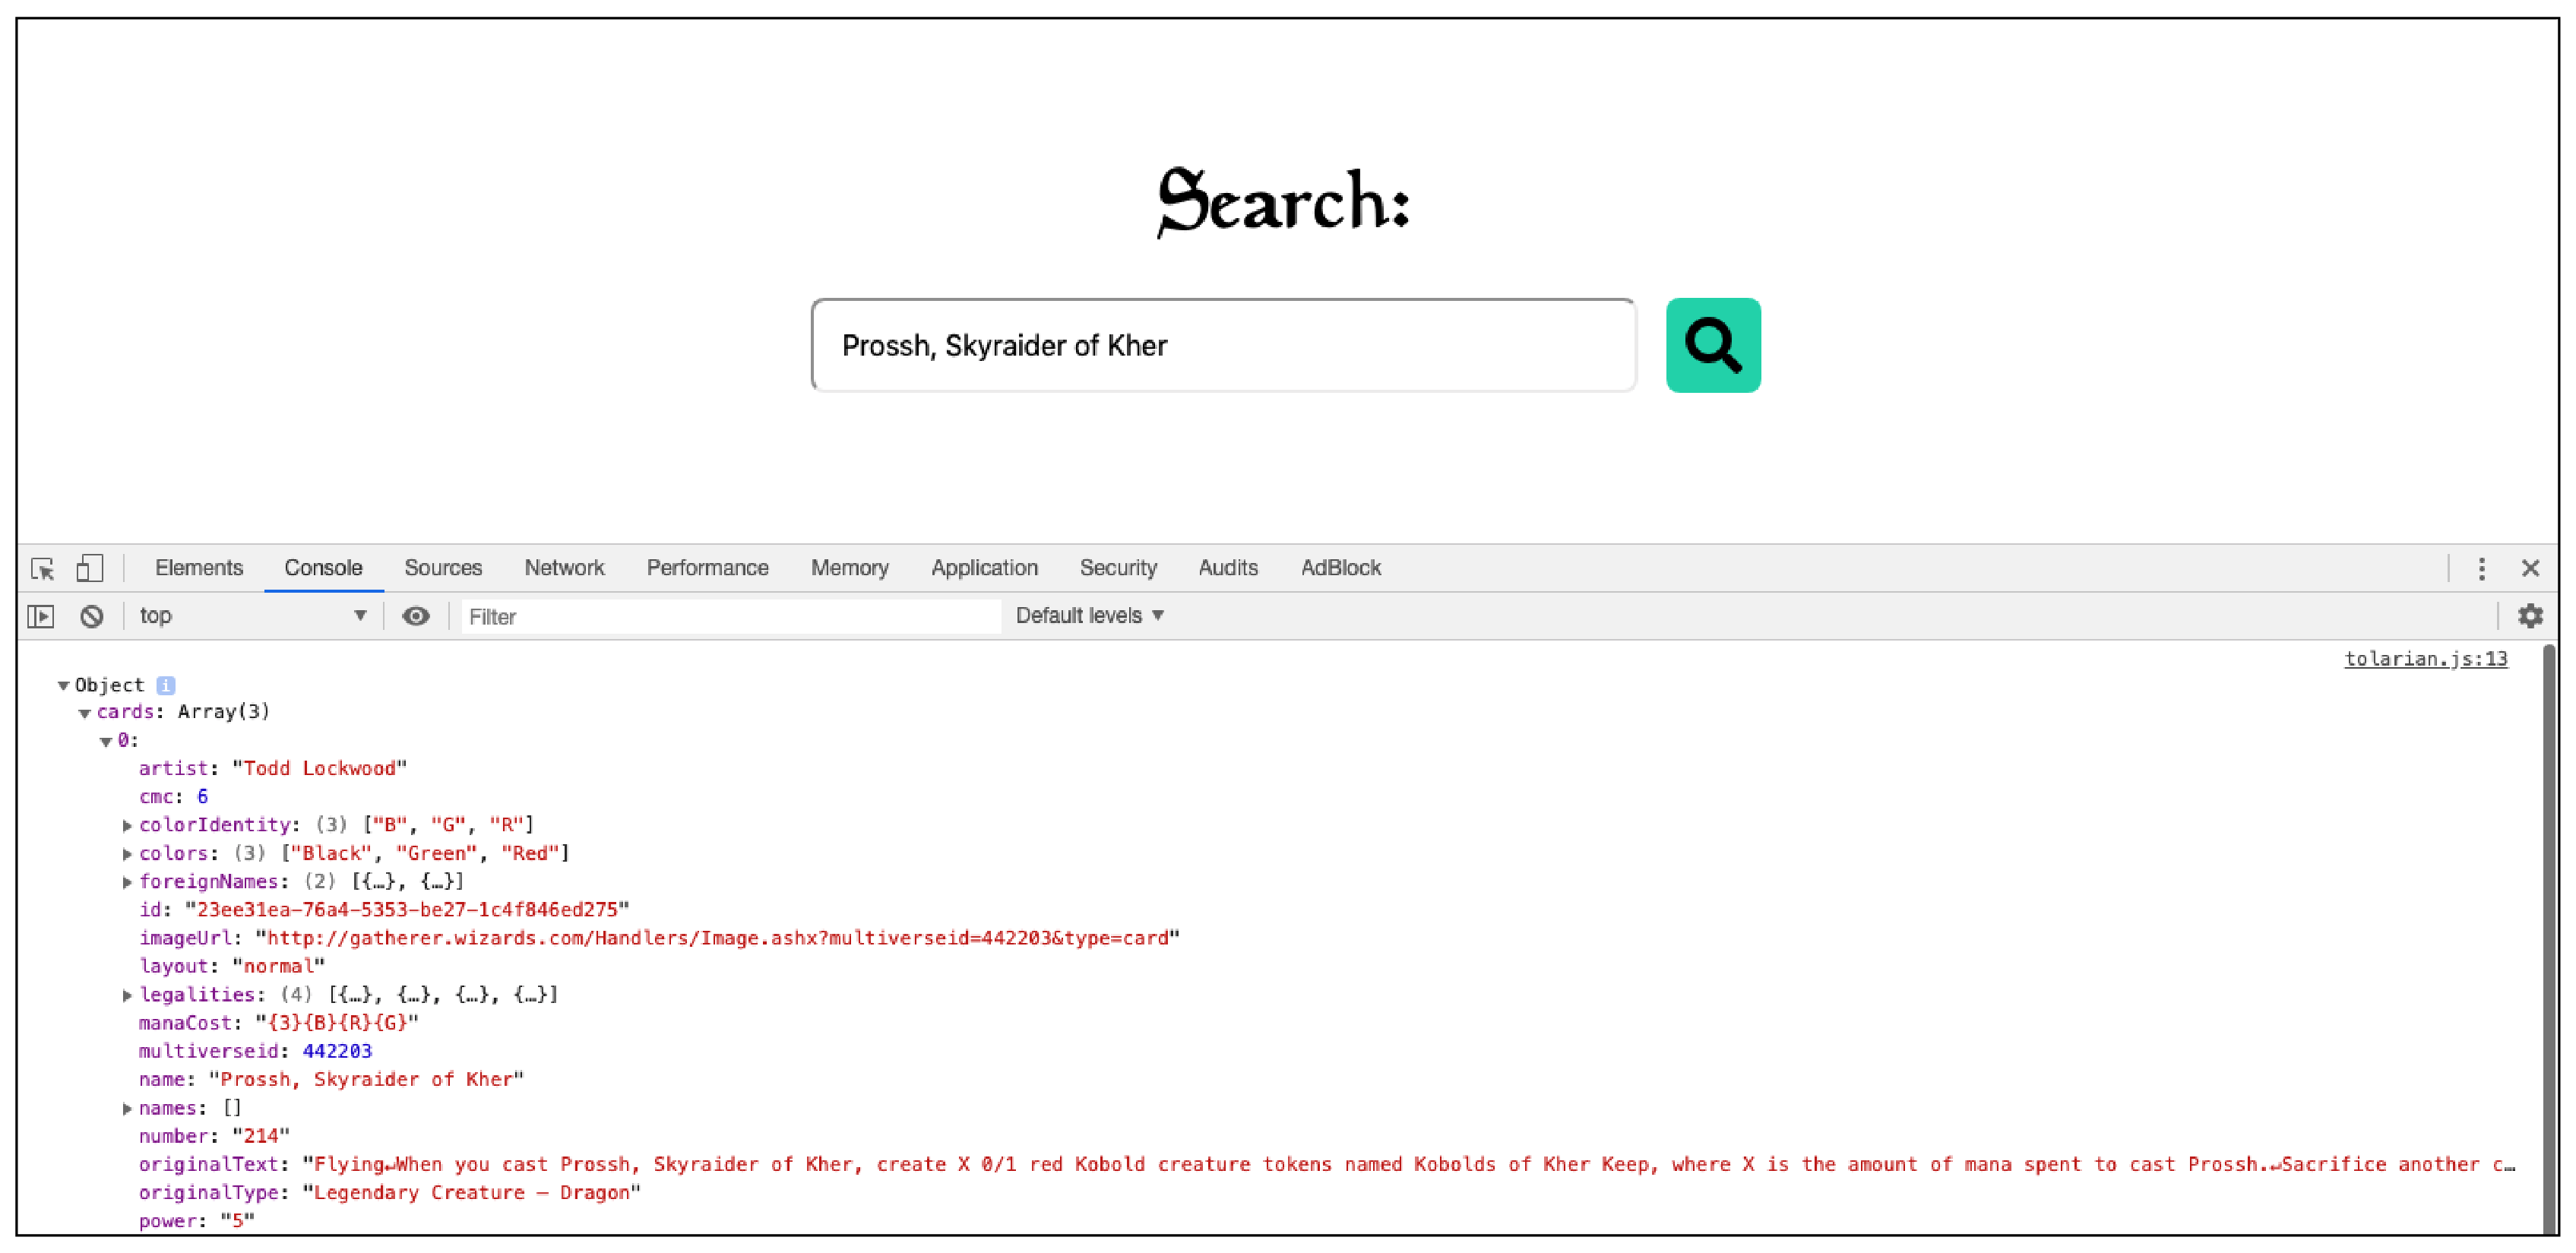 Search:
Prossh, Skyraider of Kher
Elements Console Sources Network Performance Memory Application Security Audits AdBlock
top Filter Default levels
tolarian.js:13
Object i
cards: Array(3)
0:
artist: "Todd Lockwood"
cmc: 6
colorIdentity: (3) ["B", "G", "R"]
colors: (3) ["Black", "Green", "Red"]
foreignNames: (2) [{…}, {…}]
id: "23ee31ea-76a4-5353-be27-1c4f846ed275"
imageUrl: "http://gatherer.wizards.com/Handlers/Image.ashx?multiverseid=442203&type=card"
layout: "normal"
legalities: (4) [{…}, {…}, {…}, {…}]
manaCost: "{3}{B}{R}{G}"
multiverseid: 442203
name: "Prossh, Skyraider of Kher"
names: []
number: "214"
originalText: "Flying↵When you cast Prossh, Skyraider of Kher, create X 0/1 red Kobold creature tokens named Kobolds of Kher Keep, where X is the amount of mana spent to cast Prossh.↵Sacrifice another c…
originalType: "Legendary Creature — Dragon"
power: "5"